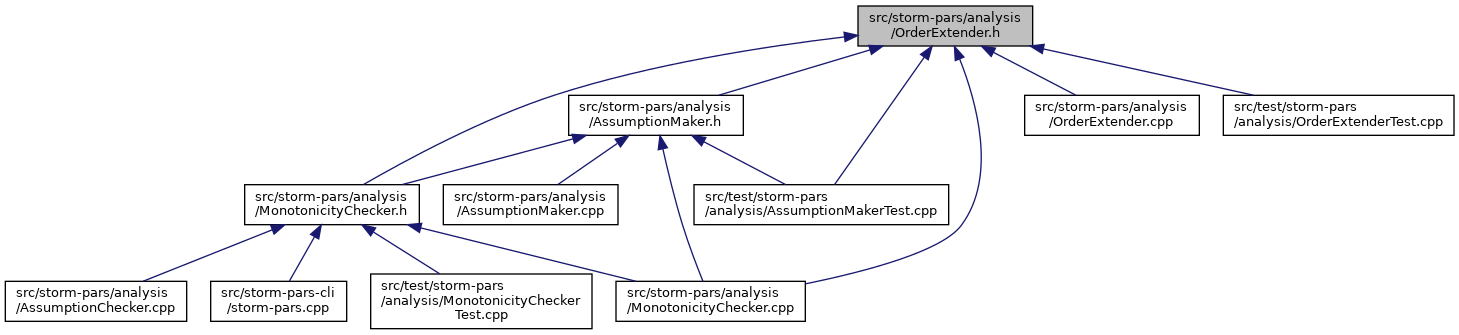 src/storm-pars/analysis
/OrderExtender.h
src/storm-pars/analysis
/AssumptionMaker.h
src/storm-pars/analysis
/OrderExtender.cpp
src/test/storm-pars
/analysis/OrderExtenderTest.cpp
src/storm-pars/analysis
/MonotonicityChecker.h
src/storm-pars/analysis
/AssumptionMaker.cpp
src/test/storm-pars
/analysis/AssumptionMakerTest.cpp
src/storm-pars/analysis
/AssumptionChecker.cpp
src/storm-pars-cli
/storm-pars.cpp
src/test/storm-pars
/analysis/MonotonicityChecker
Test.cpp
src/storm-pars/analysis
/MonotonicityChecker.cpp